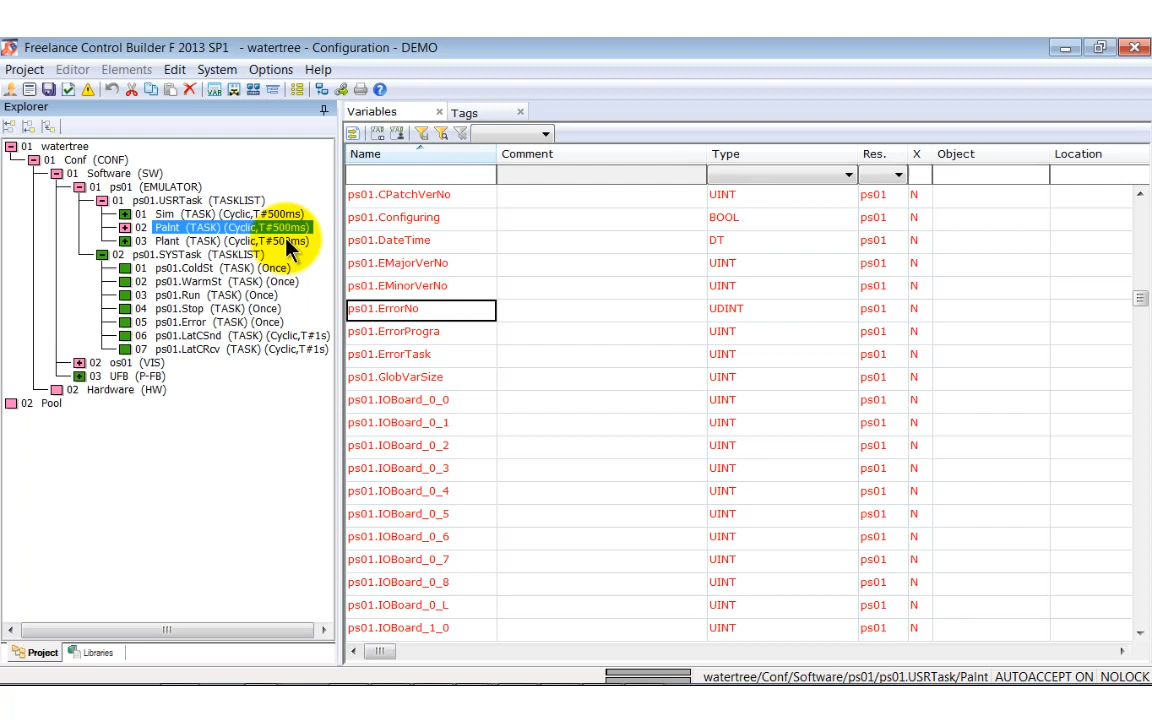 Freelance Control Builder F 2013 SP1 - watertree - Configuration - DEMO
Project Editor Elements Edit System Options Help
Explorer
Variables × Tags ×
01 watertree
01 Conf (CONF)
01 Software (SW)
01 ps01 (EMULATOR)
01 ps01.USRTask (TASKLIST)
01 Sim (TASK) (Cyclic,T#500ms)
02 PaInt (TASK) (Cyclic,T#500ms)
03 Plant (TASK) (Cyclic,T#500ms)
02 ps01.SYSTask (TASKLIST)
01 ps01.ColdSt (TASK) (Once)
02 ps01.WarmSt (TASK) (Once)
03 ps01.Run (TASK) (Once)
04 ps01.Stop (TASK) (Once)
05 ps01.Error (TASK) (Once)
06 ps01.LatCSnd (TASK) (Cyclic,T#1s)
07 ps01.LatCRcv (TASK) (Cyclic,T#1s)
02 os01 (VIS)
03 UFB (P-FB)
02 Hardware (HW)
02 Pool
Project Libraries
Name Comment Type Res. X Object Location
ps01.CPatchVerNo UINT ps01 N
ps01.Configuring BOOL ps01 N
ps01.DateTime DT ps01 N
ps01.EMajorVerNo UINT ps01 N
ps01.EMinorVerNo UINT ps01 N
ps01.ErrorNo UDINT ps01 N
ps01.ErrorProgra UINT ps01 N
ps01.ErrorTask UINT ps01 N
ps01.GlobVarSize UINT ps01 N
ps01.IOBoard_0_0 UINT ps01 N
ps01.IOBoard_0_1 UINT ps01 N
ps01.IOBoard_0_2 UINT ps01 N
ps01.IOBoard_0_3 UINT ps01 N
ps01.IOBoard_0_4 UINT ps01 N
ps01.IOBoard_0_5 UINT ps01 N
ps01.IOBoard_0_6 UINT ps01 N
ps01.IOBoard_0_7 UINT ps01 N
ps01.IOBoard_0_8 UINT ps01 N
ps01.IOBoard_0_L UINT ps01 N
ps01.IOBoard_1_0 UINT ps01 N
watertree/Conf/Software/ps01/ps01.USRTask/PaInt AUTOACCEPT ON NOLOCK